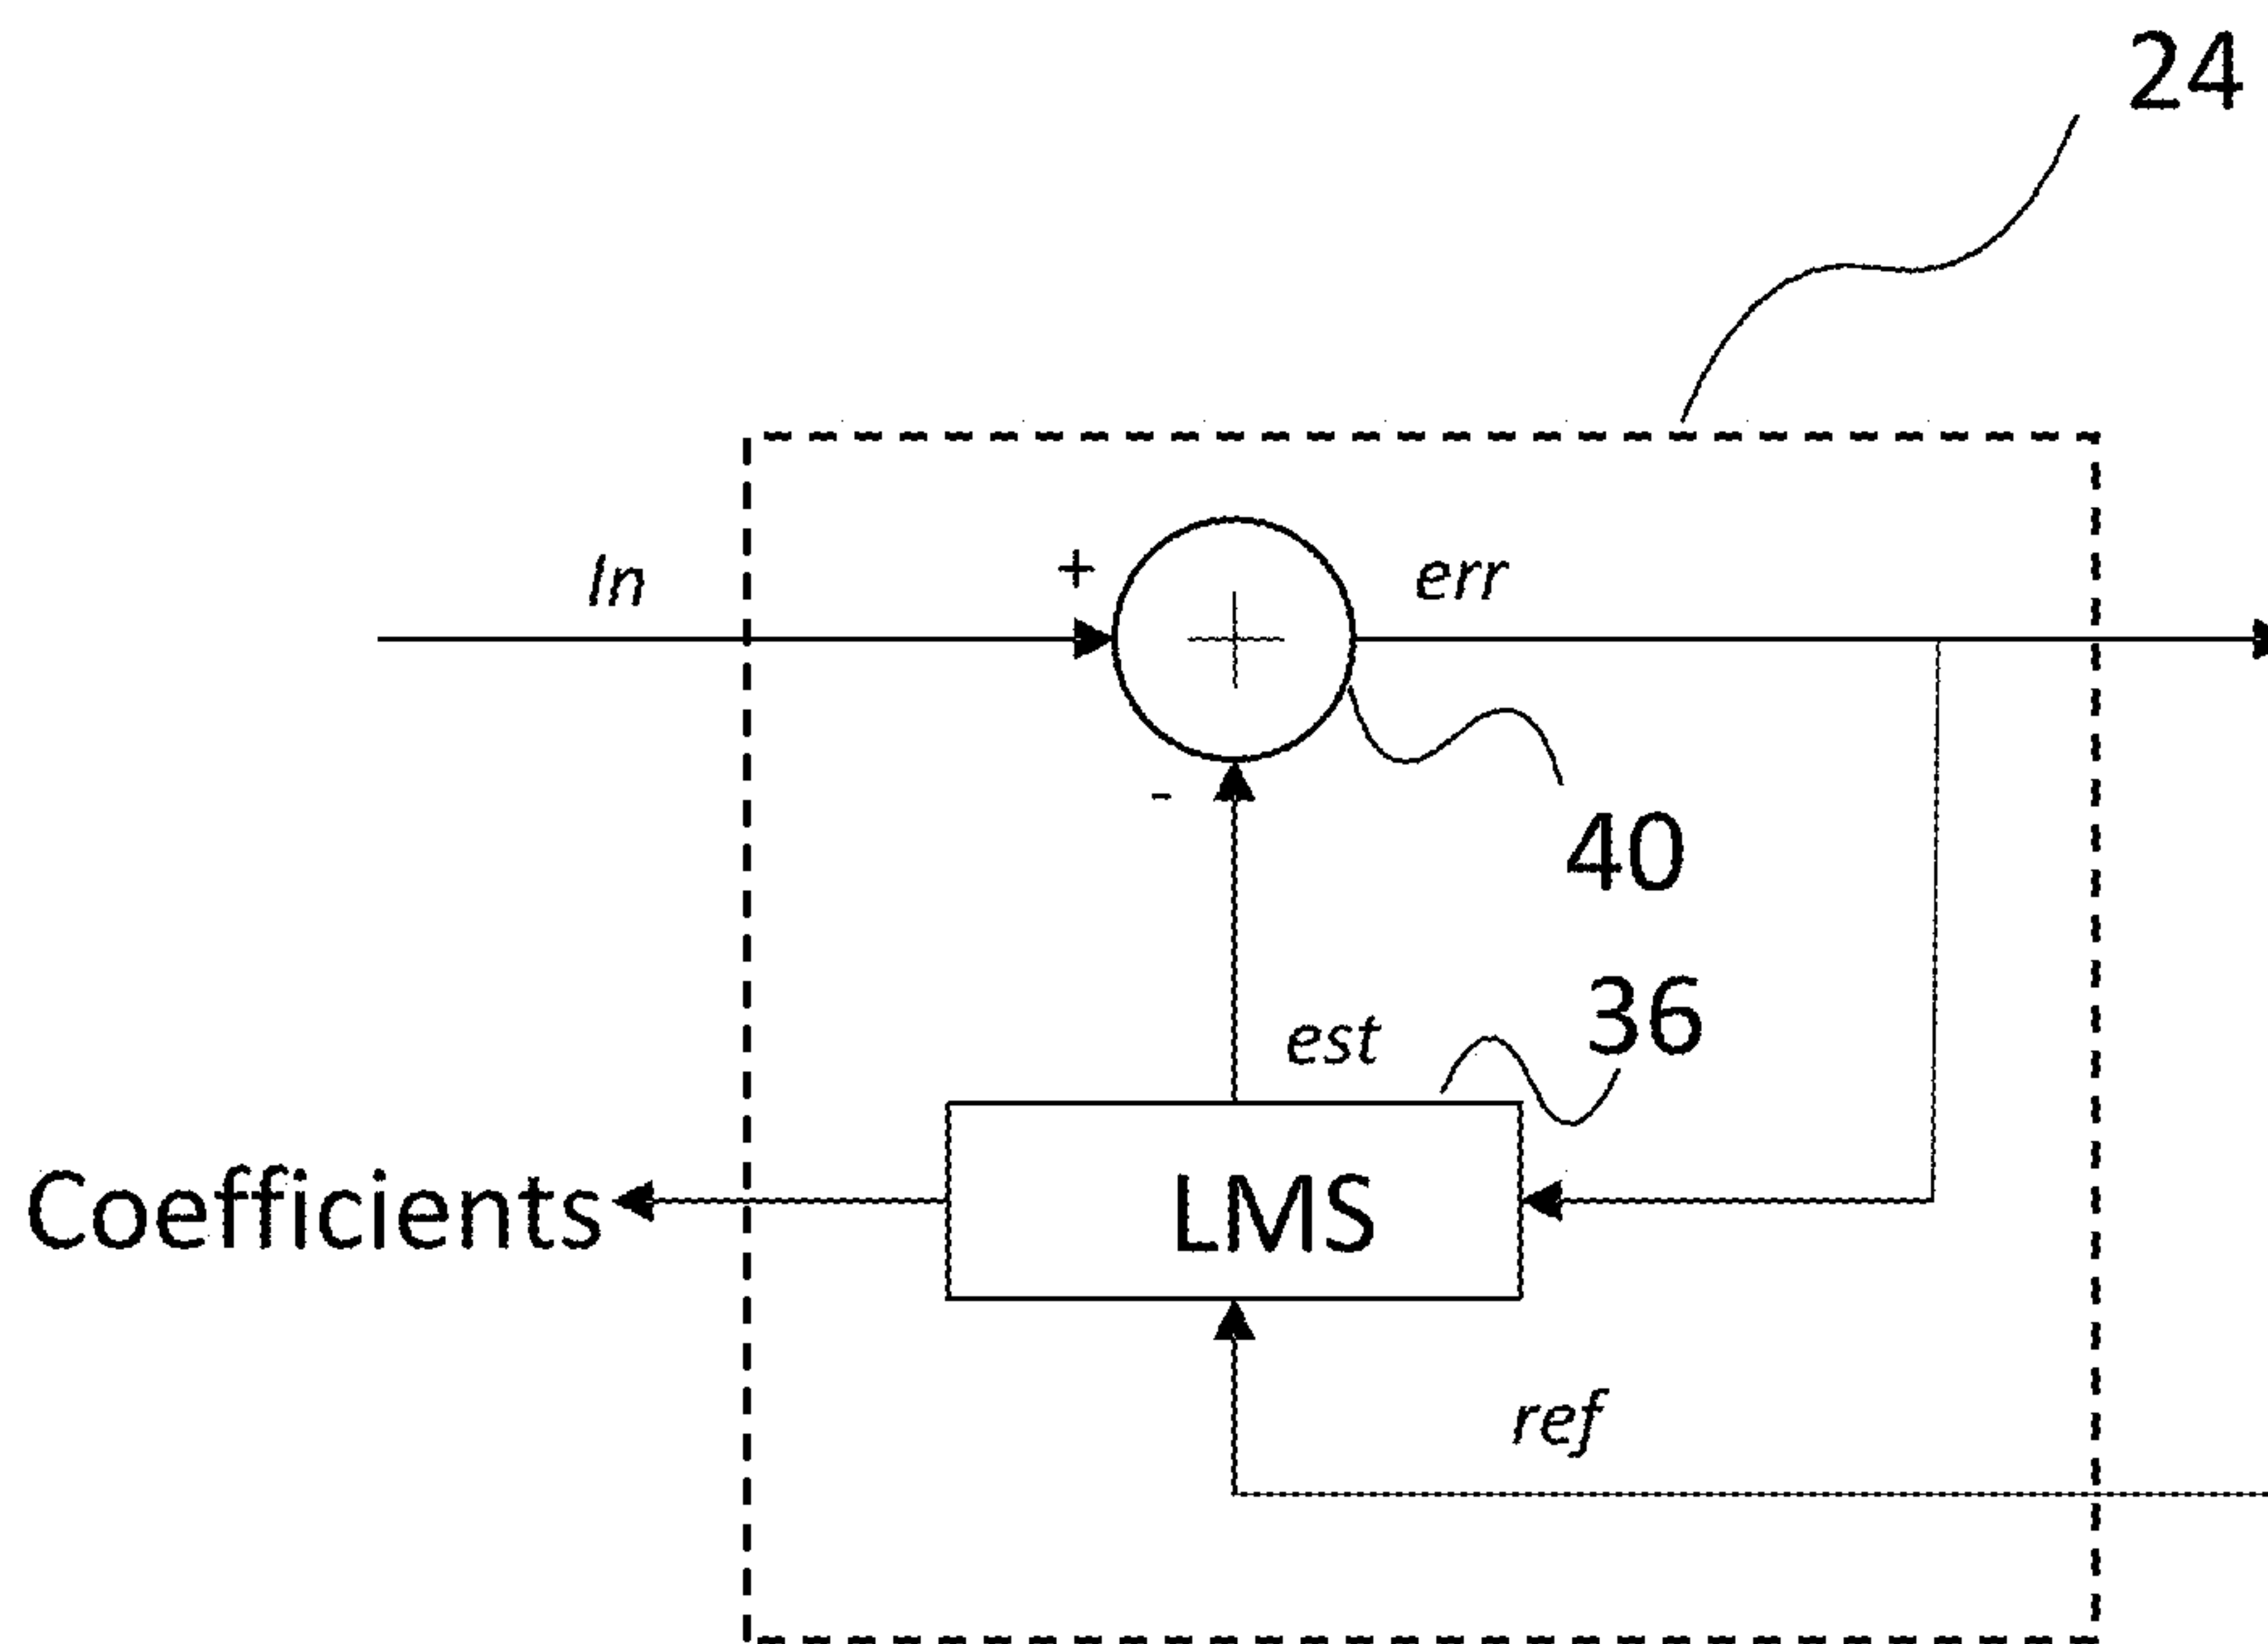 24
In
+
err
-
40
36
est
Coefficients
LMS
ref